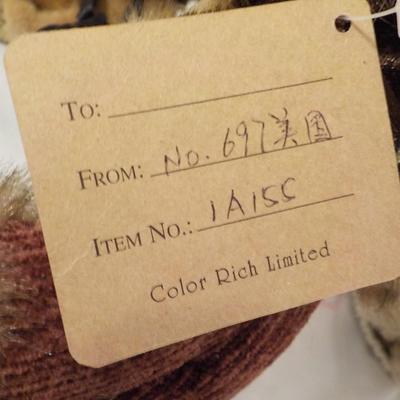 TO:
FROM: No. 697美国
ITEM NO.: 1A155
Color Rich Limited